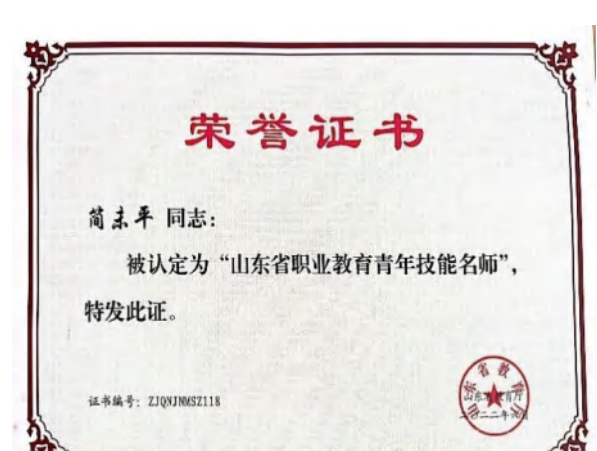 荣誉证书
简末平 同志：
被认定为“山东省职业教育青年技能名师”，
特发此证。
证书编号：ZJQNJNMSZ118
山东省教育厅